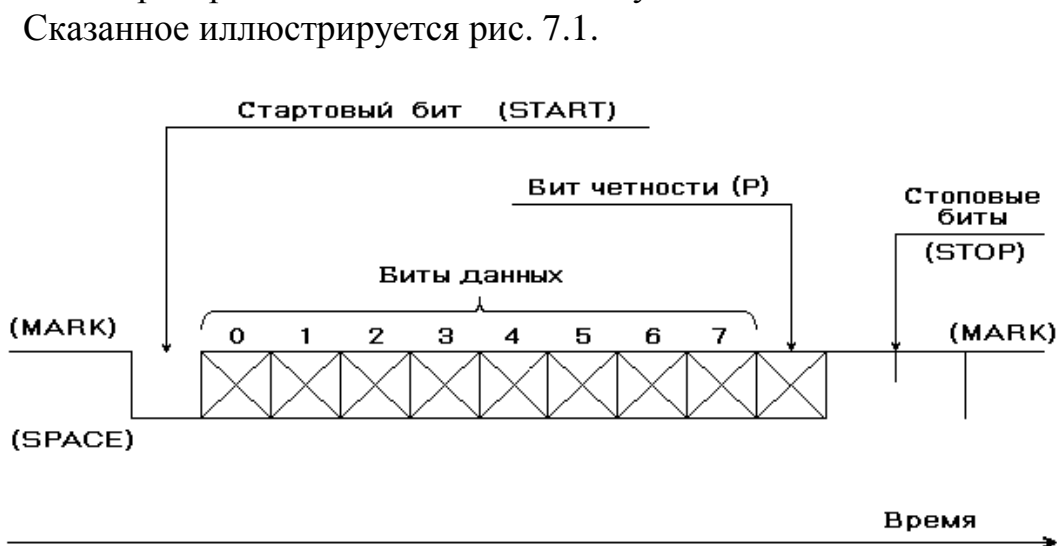 Сказанное иллюстрируется рис. 7.1.
Стартовый бит (START)
Бит четности (P)
Стоповые
биты
(STOP)
Биты данных
(MARK)
0 1 2 3 4 5 6 7
(MARK)
(SPACE)
Время